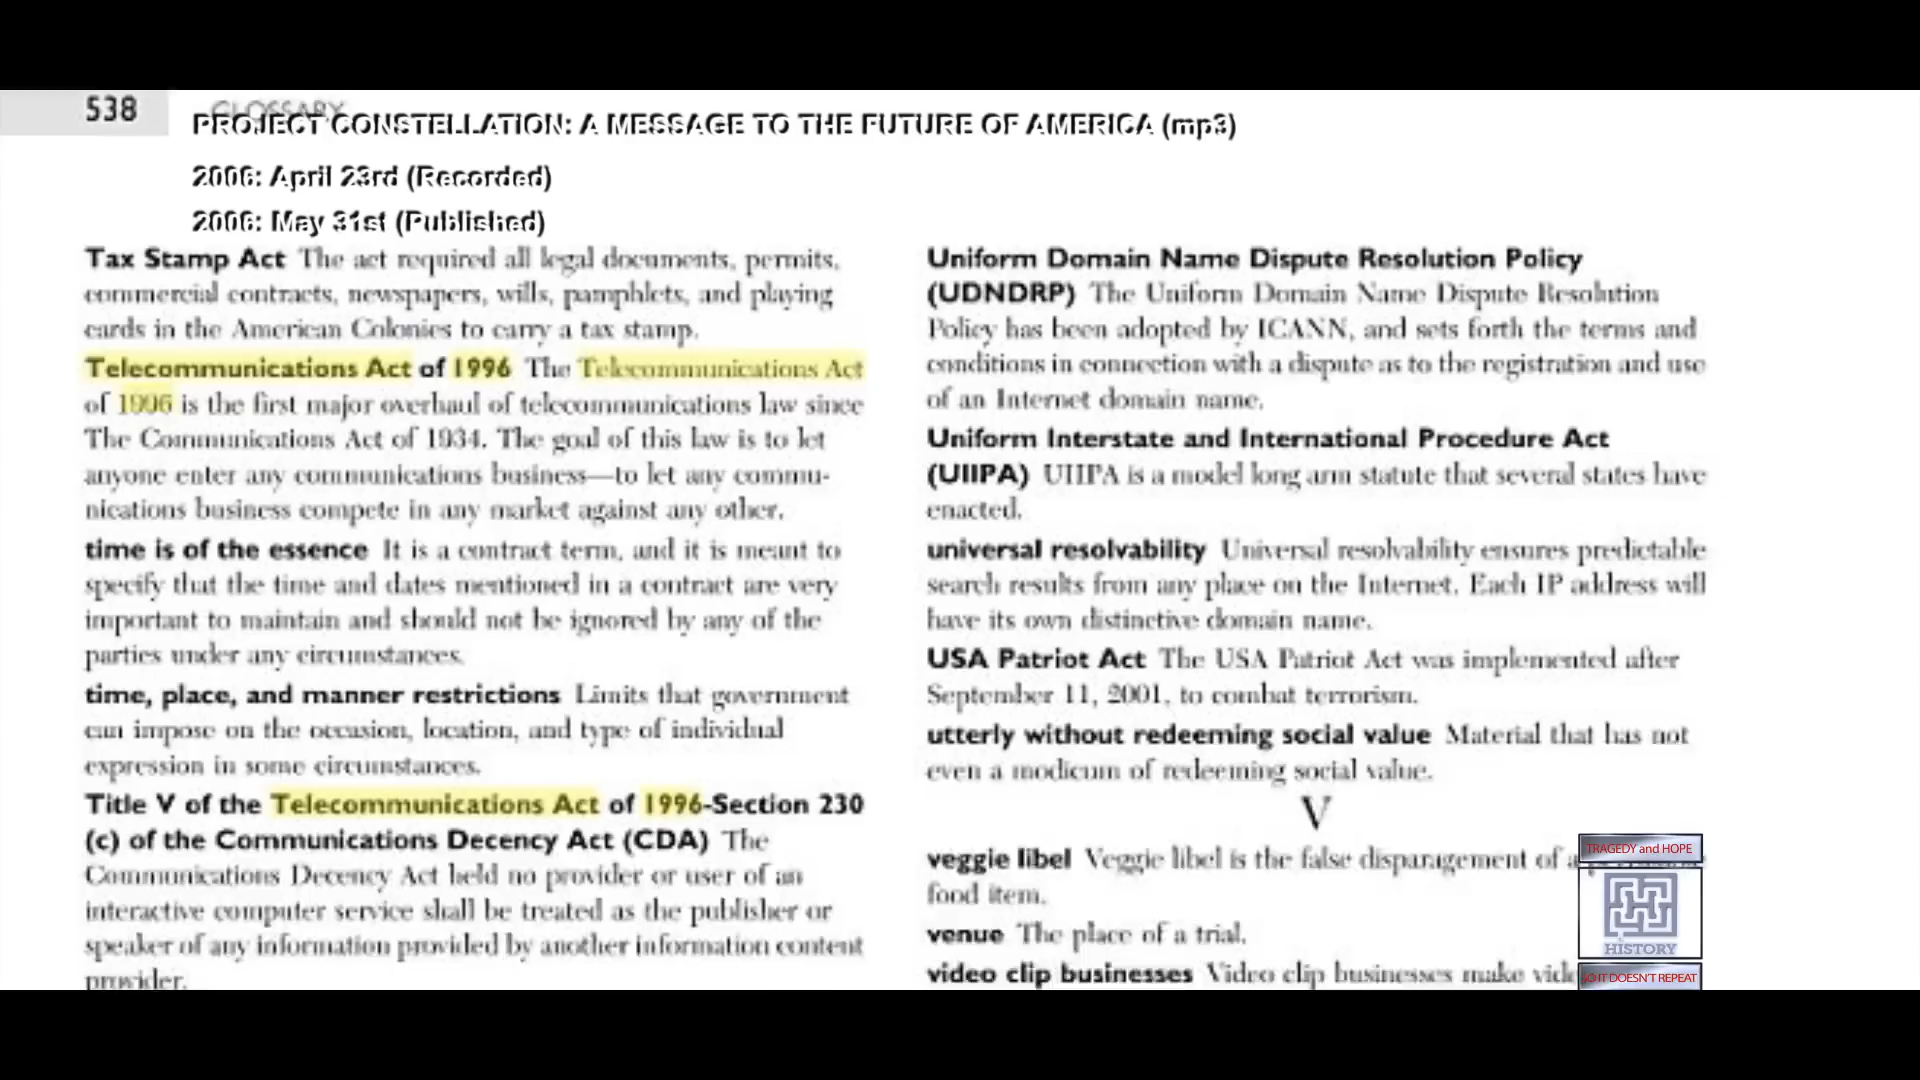 538 GLOSSARY
PROJECT CONSTELLATION: A MESSAGE TO THE FUTURE OF AMERICA (mp3)
2006: April 23rd (Recorded)
2006: May 31st (Published)
Tax Stamp Act The act required all legal documents, permits,
commercial contracts, newspapers, wills, pamphlets, and playing
cards in the American Colonies to carry a tax stamp.
Telecommunications Act of 1996 The Telecommunications Act
of 1996 is the first major overhaul of telecommunications law since
The Communications Act of 1934. The goal of this law is to let
anyone enter any communications business—to let any commu-
nications business compete in any market against any other.
time is of the essence It is a contract term, and it is meant to
specify that the time and dates mentioned in a contract are very
important to maintain and should not be ignored by any of the
parties under any circumstances.
time, place, and manner restrictions Limits that government
can impose on the occasion, location, and type of individual
expression in some circumstances.
Title V of the Telecommunications Act of 1996-Section 230
(c) of the Communications Decency Act (CDA) The
Communications Decency Act held no provider or user of an
interactive computer service shall be treated as the publisher or
speaker of any information provided by another information content
provider.
Uniform Domain Name Dispute Resolution Policy
(UDNDRP) The Uniform Domain Name Dispute Resolution
Policy has been adopted by ICANN, and sets forth the terms and
conditions in connection with a dispute as to the registration and use
of an Internet domain name.
Uniform Interstate and International Procedure Act
(UIIPA) UIIPA is a model long arm statute that several states have
enacted.
universal resolvability Universal resolvability ensures predictable
search results from any place on the Internet. Each IP address will
have its own distinctive domain name.
USA Patriot Act The USA Patriot Act was implemented after
September 11, 2001, to combat terrorism.
utterly without redeeming social value Material that has not
even a modicum of redeeming social value.
V
veggie libel Veggie libel is the false disparagement of
food item.
venue The place of a trial.
video clip businesses Video clip businesses make
TRAGEDY and HOPE
HISTORY
SO IT DOESN'T REPEAT